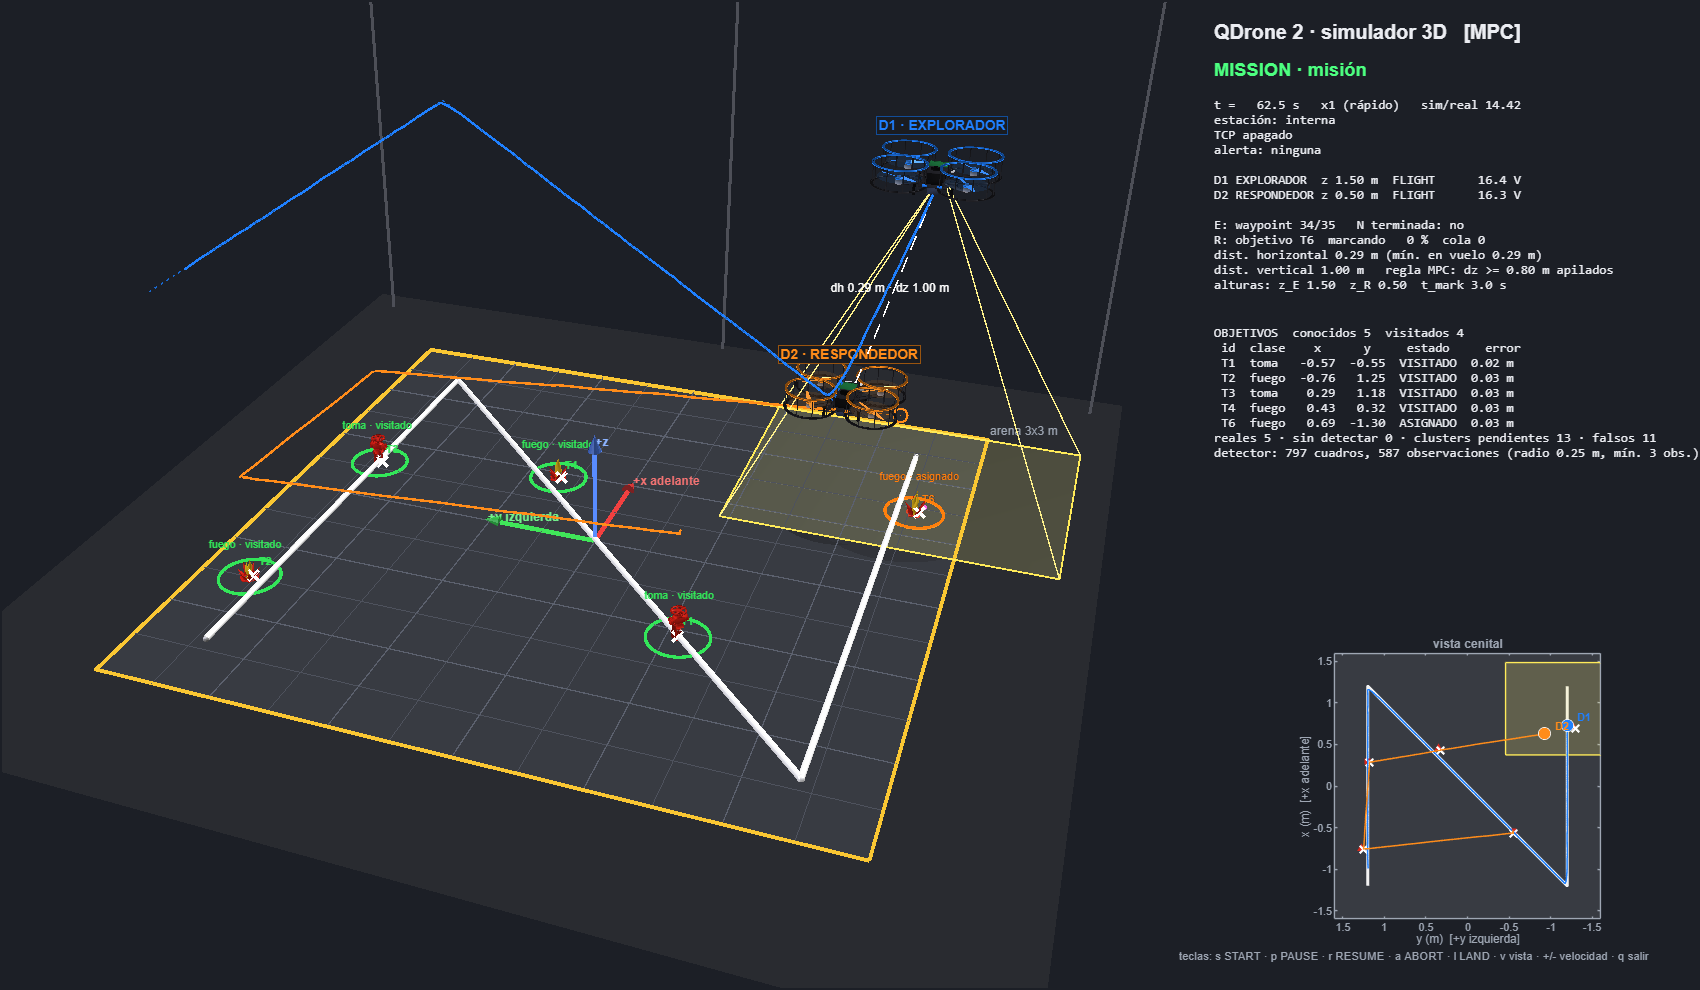 QDrone 2 · simulador 3D [MPC]
MISSION · misión
t = 62.5 s x1 (rápido) sim/real 14.42
estación: interna
TCP apagado
alerta: ninguna
D1 EXPLORADOR z 1.50 m FLIGHT 16.4 V
D2 RESPONDEDOR z 0.50 m FLIGHT 16.3 V
E: waypoint 34/35 N terminada: no
R: objetivo T6 marcando 0 % cola 0
dist. horizontal 0.29 m (mín. en vuelo 0.29 m)
dist. vertical 1.00 m regla MPC: dz >= 0.80 m apilados
alturas: z_E 1.50 z_R 0.50 t_mark 3.0 s
OBJETIVOS conocidos 5 visitados 4
id clase x y estado error
T1 toma -0.57 -0.55 VISITADO 0.02 m
T2 fuego -0.76 1.25 VISITADO 0.03 m
T3 toma 0.29 1.18 VISITADO 0.03 m
T4 fuego 0.43 0.32 VISITADO 0.03 m
T6 fuego 0.69 -1.30 ASIGNADO 0.03 m
reales 5 · sin detectar 0 · clusters pendientes 13 · falsos 11
detector: 797 cuadros, 587 observaciones (radio 0.25 m, mín. 3 obs.)
D1 · EXPLORADOR
dh 0.29 m dz 1.00 m
D2 · RESPONDEDOR
arena 3x3 m
toma · visitado
fuego · visitado
+z
+x adelante
fuego · asignado
T6
izquierda
fuego · visitado
toma · visitado
vista cenital
1.5
1
0.5
0
-0.5
-1
-1.5
x (m) [+x adelante]
D1
1.5 1 0.5 0 -0.5 -1 -1.5
y (m) [+y izquierda]
teclas: s START · p PAUSE · r RESUME · a ABORT · l LAND · v vista · +/- velocidad · q salir